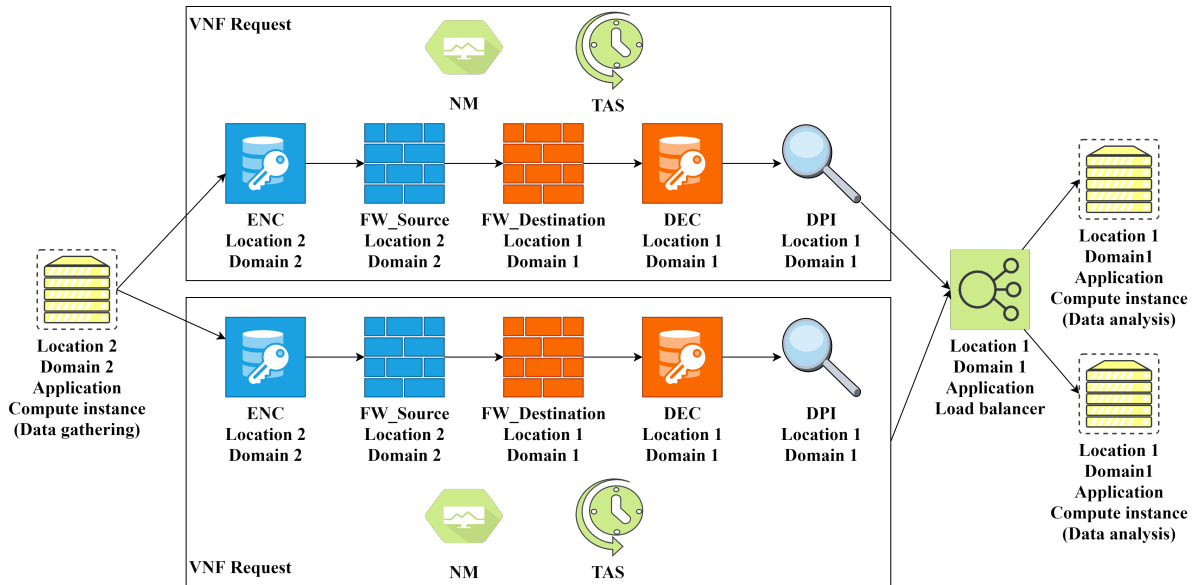 VNF Request
NM
TAS
ENC
Location 2
Domain 2
FW_Source
Location 2
Domain 2
FW_Destination
Location 1
Domain 1
DEC
Location 1
Domain 1
DPI
Location 1
Domain 1
Location 2
Domain 2
Application
Compute instance
(Data gathering)
ENC
Location 2
Domain 2
FW_Source
Location 2
Domain 2
FW_Destination
Location 1
Domain 1
DEC
Location 1
Domain 1
DPI
Location 1
Domain 1
NM
TAS
VNF Request
Location 1
Domain 1
Application
Load balancer
Location 1
Domain1
Application
Compute instance
(Data analysis)
Location 1
Domain1
Application
Compute instance
(Data analysis)